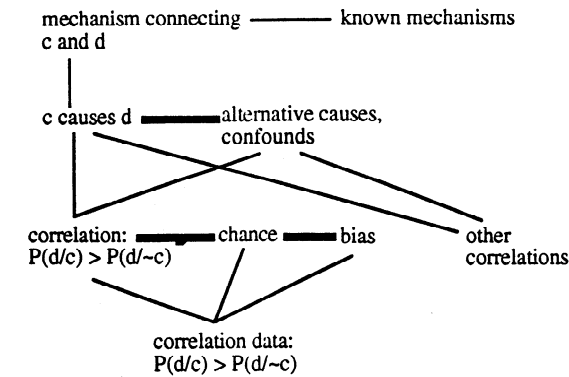 mechanism connecting
c and d
known mechanisms
c causes d
alternative causes,
confounds
correlation:
P(d/c) > P(d/~c)
chance
bias
other
correlations
correlation data:
P(d/c) > P(d/~c)